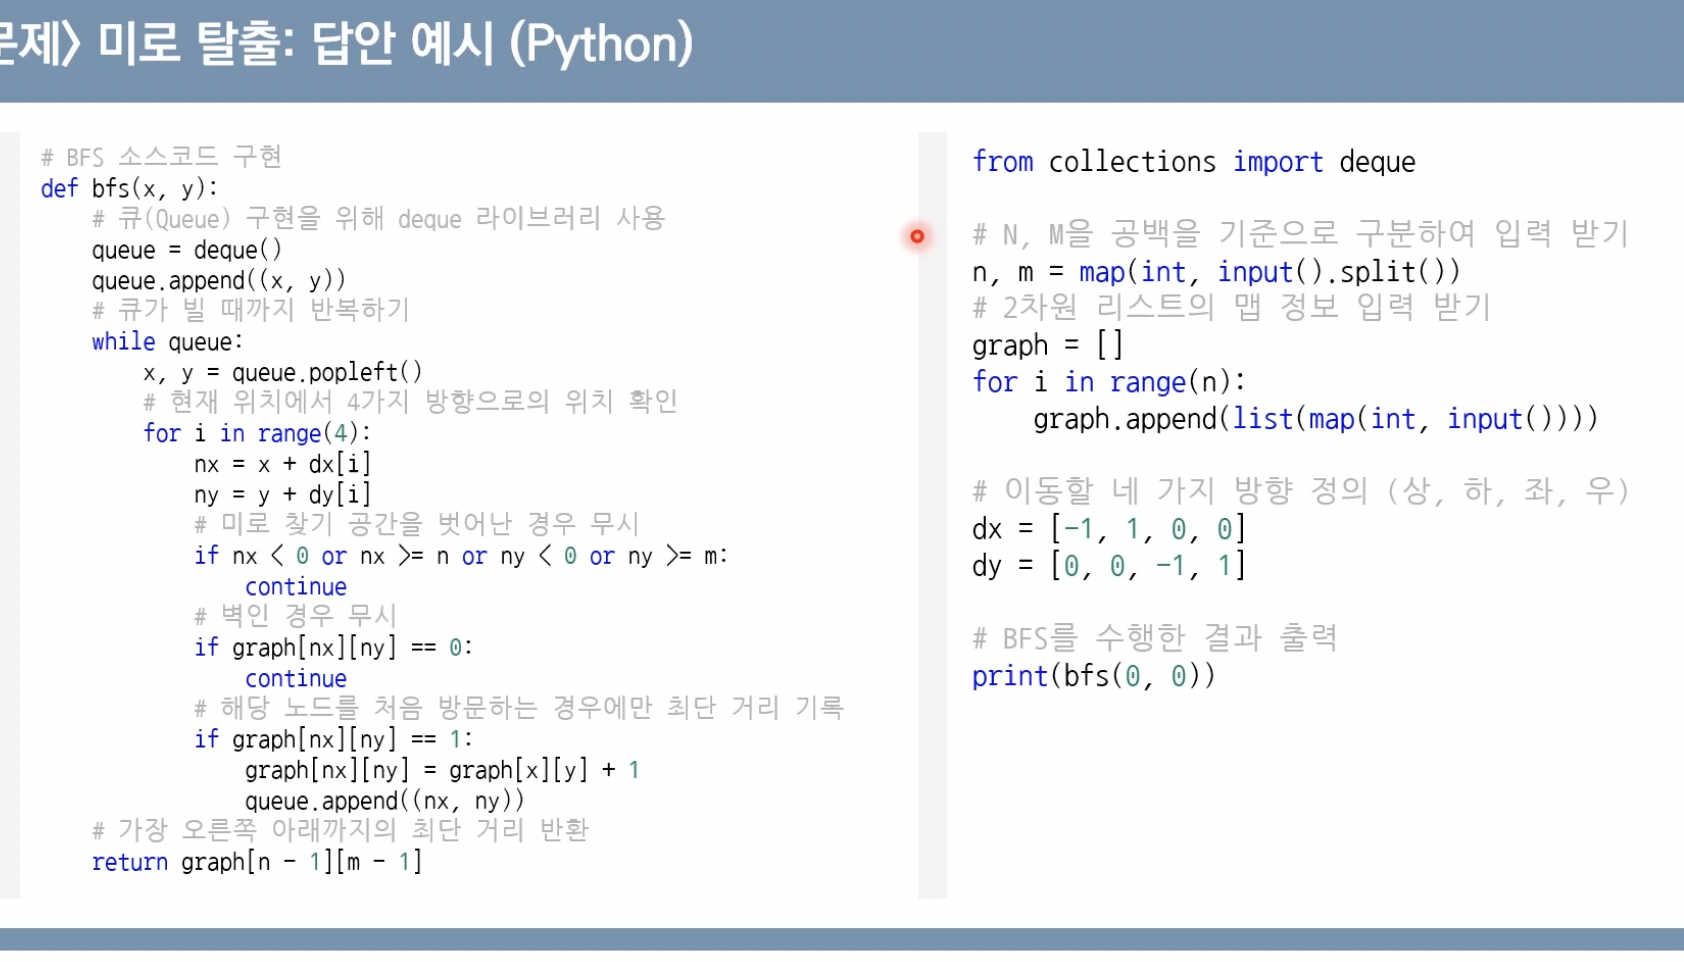 문제> 미로 탈출: 답안 예시 (Python)
# BFS 소스코드 구현
def bfs(x, y):
    # 큐(Queue) 구현을 위해 deque 라이브러리 사용
    queue = deque()
    queue.append((x, y))
    # 큐가 빌 때까지 반복하기
    while queue:
        x, y = queue.popleft()
        # 현재 위치에서 4가지 방향으로의 위치 확인
        for i in range(4):
            nx = x + dx[i]
            ny = y + dy[i]
            # 미로 찾기 공간을 벗어난 경우 무시
            if nx < 0 or nx >= n or ny < 0 or ny >= m:
                continue
            # 벽인 경우 무시
            if graph[nx][ny] == 0:
                continue
            # 해당 노드를 처음 방문하는 경우에만 최단 거리 기록
            if graph[nx][ny] == 1:
                graph[nx][ny] = graph[x][y] + 1
                queue.append((nx, ny))
    # 가장 오른쪽 아래까지의 최단 거리 반환
    return graph[n - 1][m - 1]
from collections import deque
# N, M을 공백을 기준으로 구분하여 입력 받기
n, m = map(int, input().split())
# 2차원 리스트의 맵 정보 입력 받기
graph = []
for i in range(n):
    graph.append(list(map(int, input())))
# 이동할 네 가지 방향 정의 (상, 하, 좌, 우)
dx = [-1, 1, 0, 0]
dy = [0, 0, -1, 1]
# BFS를 수행한 결과 출력
print(bfs(0, 0))